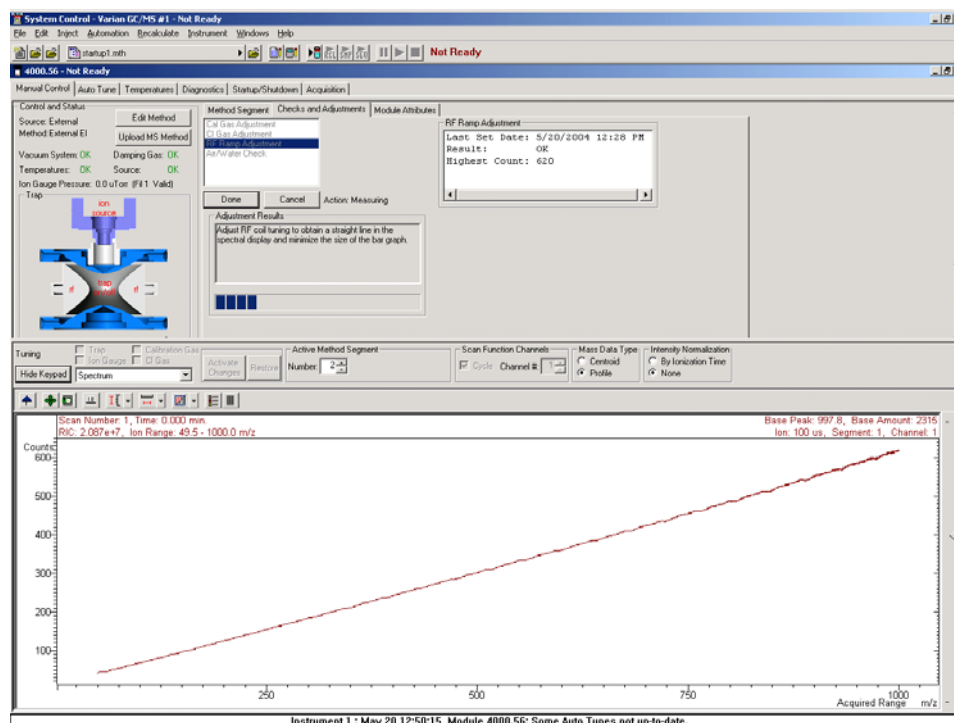 System Control - Varian GC/MS #1 - Not Ready
File Edit Inject Automation Recalculate Instrument Windows Help
startup1.mth Not Ready
4000.56 - Not Ready
Manual Control Auto Tune Temperatures Diagnostics Startup/Shutdown Acquisition
Control and Status
Source: External
Method:External EI
Edit Method
Upload MS Method
Vacuum System: OK Damping Gas: OK
Temperatures: OK Source: OK
Ion Gauge Pressure: 0.0 uTorr (Fil 1 Valid)
Trap
ion
source
rf trap rf
Method Segment Checks and Adjustments Module Attributes
Cal Gas Adjustment
CI Gas Adjustment
RF Ramp Adjustment
Air/Water Check
Done Cancel Action: Measuring
Adjustment Results
Adjust RF coil tuning to obtain a straight line in the
spectral display and minimize the size of the bar graph.
RF Ramp Adjustment
Last Set Date: 5/20/2004 12:28 PM
Result: OK
Highest Count: 620
Tuning
Trap Calibration Gas
Ion Gauge CI Gas
Hide Keypad Spectrum
Activate
Changes
Restore
Active Method Segment
Number: 2
Scan Function Channels
Cycle Channel #: 1
Mass Data Type
Centroid
Profile
Intensity Normalization
By Ionization Time
None
Scan Number: 1, Time: 0.000 min.
RIC: 2.087e+7, Ion Range: 49.5 - 1000.0 m/z
Base Peak: 997.8, Base Amount: 2315
Ion: 100 us, Segment: 1, Channel: 1
Counts
600
500
400
300
200
100
250 500 750 1000
Acquired Range m/z
Instrument 1 : May 20 12:50:15 Module 4000.56: Some Auto Tunes not up-to-date